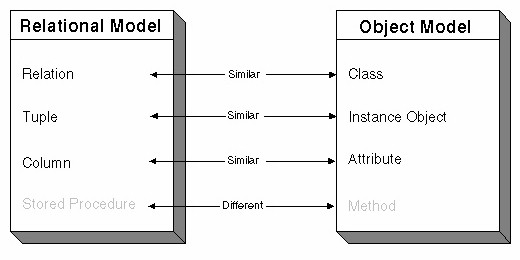 Relational Model
Object Model
Relation
Similar
Class
Tuple
Similar
Instance Object
Column
Similar
Attribute
Stored Procedure
Different
Method